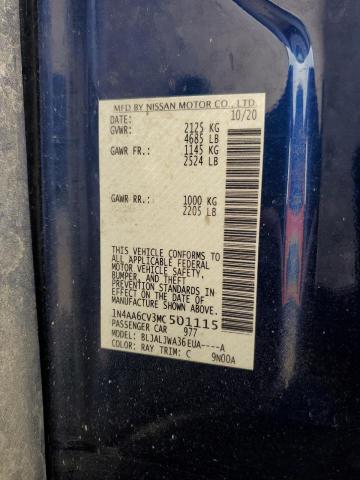 MFD BY NISSAN MOTOR CO., LTD.
DATE: 10/20
GVWR: 2125 KG
4685 LB
GAWR FR.: 1145 KG
2524 LB
GAWR RR.: 1000 KG
2205 LB
THIS VEHICLE CONFORMS TO
ALL APPLICABLE FEDERAL
MOTOR VEHICLE SAFETY,
BUMPER, AND THEFT
PREVENTION STANDARDS IN
EFFECT ON THE DATE OF
MANUFACTURE SHOWN ABOVE.
1N4AA6CV3MC501115
PASSENGER CAR 977
MODEL: BLJALJWA36EUA----A
COLOR: RAY TRIM: C 9N00A